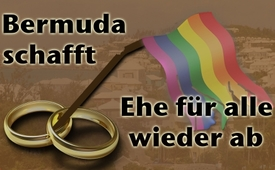 Bermuda
schafft
Ehe für alle
wieder ab